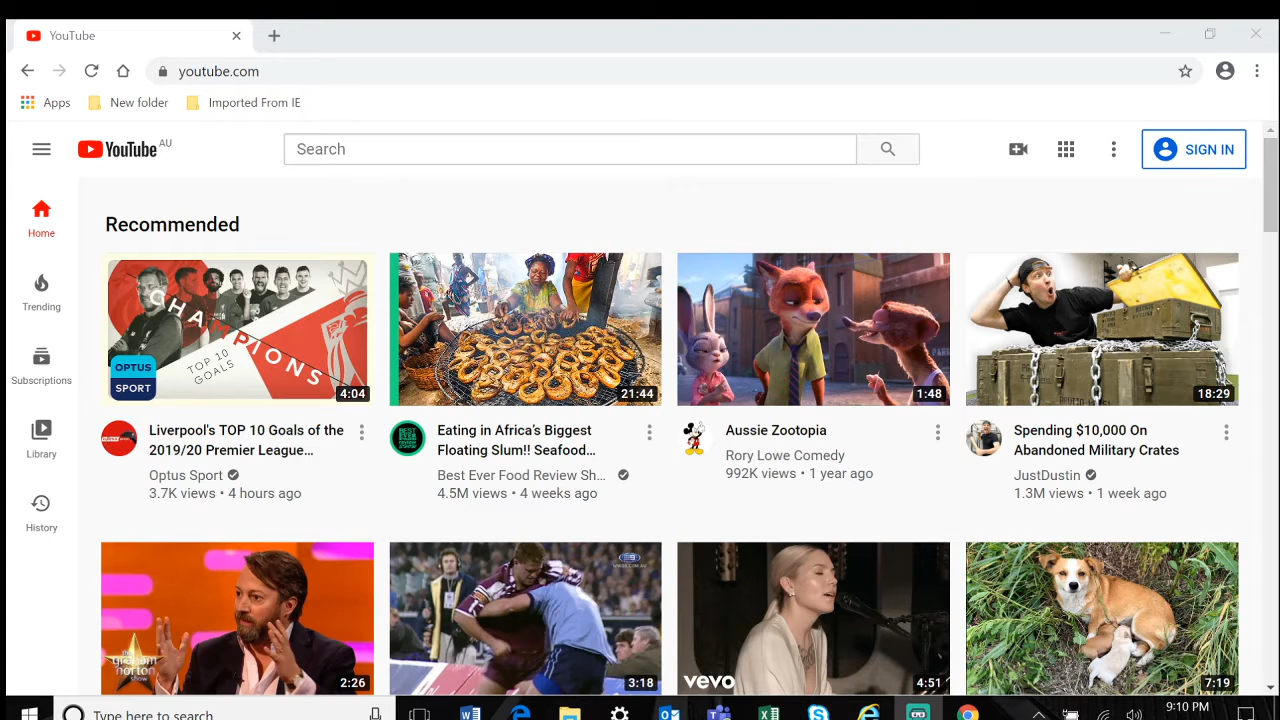 YouTube
youtube.com
Apps
New folder
Imported From IE
YouTube AU
Search
SIGN IN
Home
Trending
Subscriptions
Library
History
Recommended
CHAMPIONS
TOP 10
GOALS
OPTUS
SPORT
4:04
21:44
1:48
18:29
Liverpool's TOP 10 Goals of the
2019/20 Premier League...
Optus Sport
3.7K views • 4 hours ago
Eating in Africa's Biggest
Floating Slum!! Seafood...
Best Ever Food Review Sh...
4.5M views • 4 weeks ago
Aussie Zootopia
Rory Lowe Comedy
992K views • 1 year ago
Spending $10,000 On
Abandoned Military Crates
JustDustin
1.3M views • 1 week ago
the
graham
norton
show
2:26
3:18
vevo
4:51
7:19
Type here to search
9:10 PM